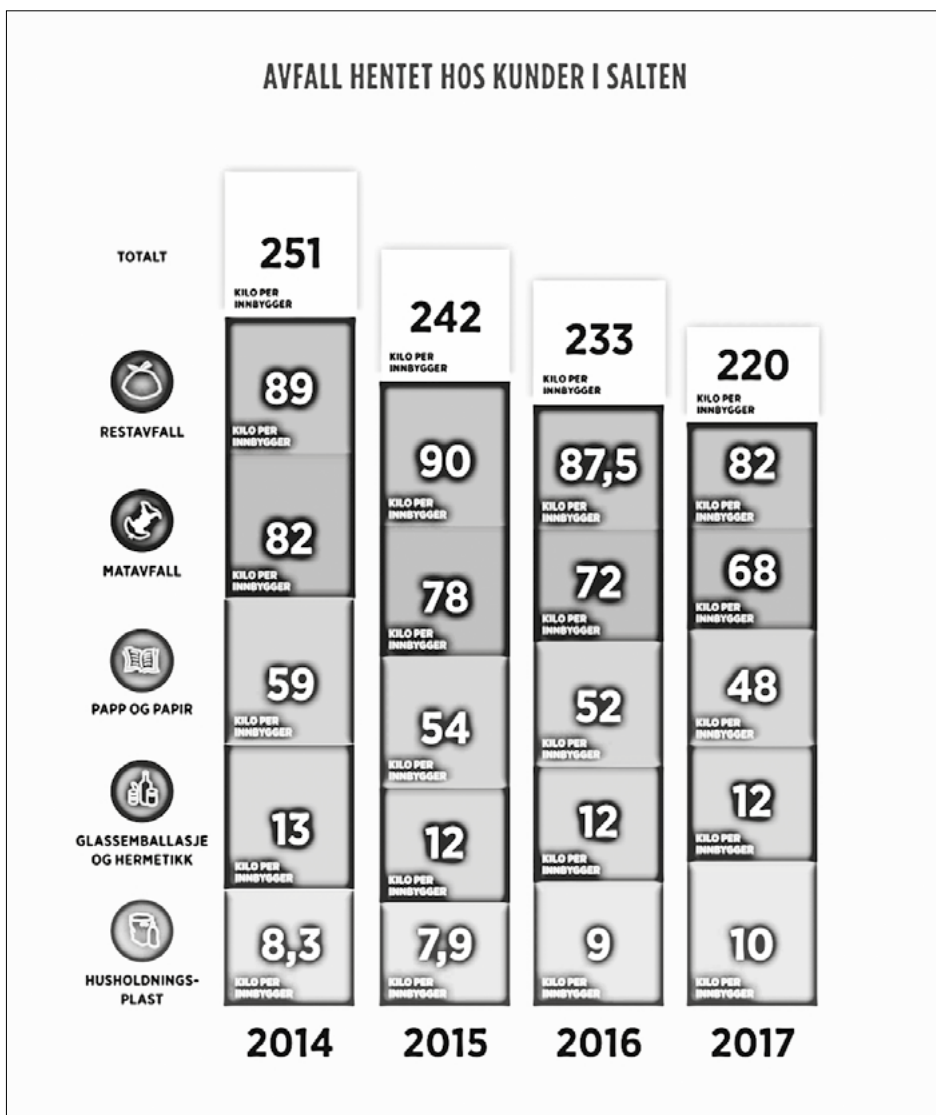 AVFALL HENTET HOS KUNDER I SALTEN
TOTALT
251
KILO PER
INNBYGGER
242
KILO PER
INNBYGGER
233
KILO PER
INNBYGGER
220
KILO PER
INNBYGGER
RESTAVFALL
89
KILO PER
INNBYGGER
90
KILO PER
INNBYGGER
87,5
KILO PER
INNBYGGER
82
KILO PER
INNBYGGER
MATAVFALL
82
KILO PER
INNBYGGER
78
KILO PER
INNBYGGER
72
KILO PER
INNBYGGER
68
KILO PER
INNBYGGER
PAPP OG PAPIR
59
KILO PER
INNBYGGER
54
KILO PER
INNBYGGER
52
KILO PER
INNBYGGER
48
KILO PER
INNBYGGER
GLASSEMBALLASJE
OG HERMETIKK
13
KILO PER
INNBYGGER
12
KILO PER
INNBYGGER
12
KILO PER
INNBYGGER
12
KILO PER
INNBYGGER
HUSHOLDNINGS-
PLAST
8,3
KILO PER
INNBYGGER
7,9
KILO PER
INNBYGGER
9
KILO PER
INNBYGGER
10
KILO PER
INNBYGGER
2014
2015
2016
2017